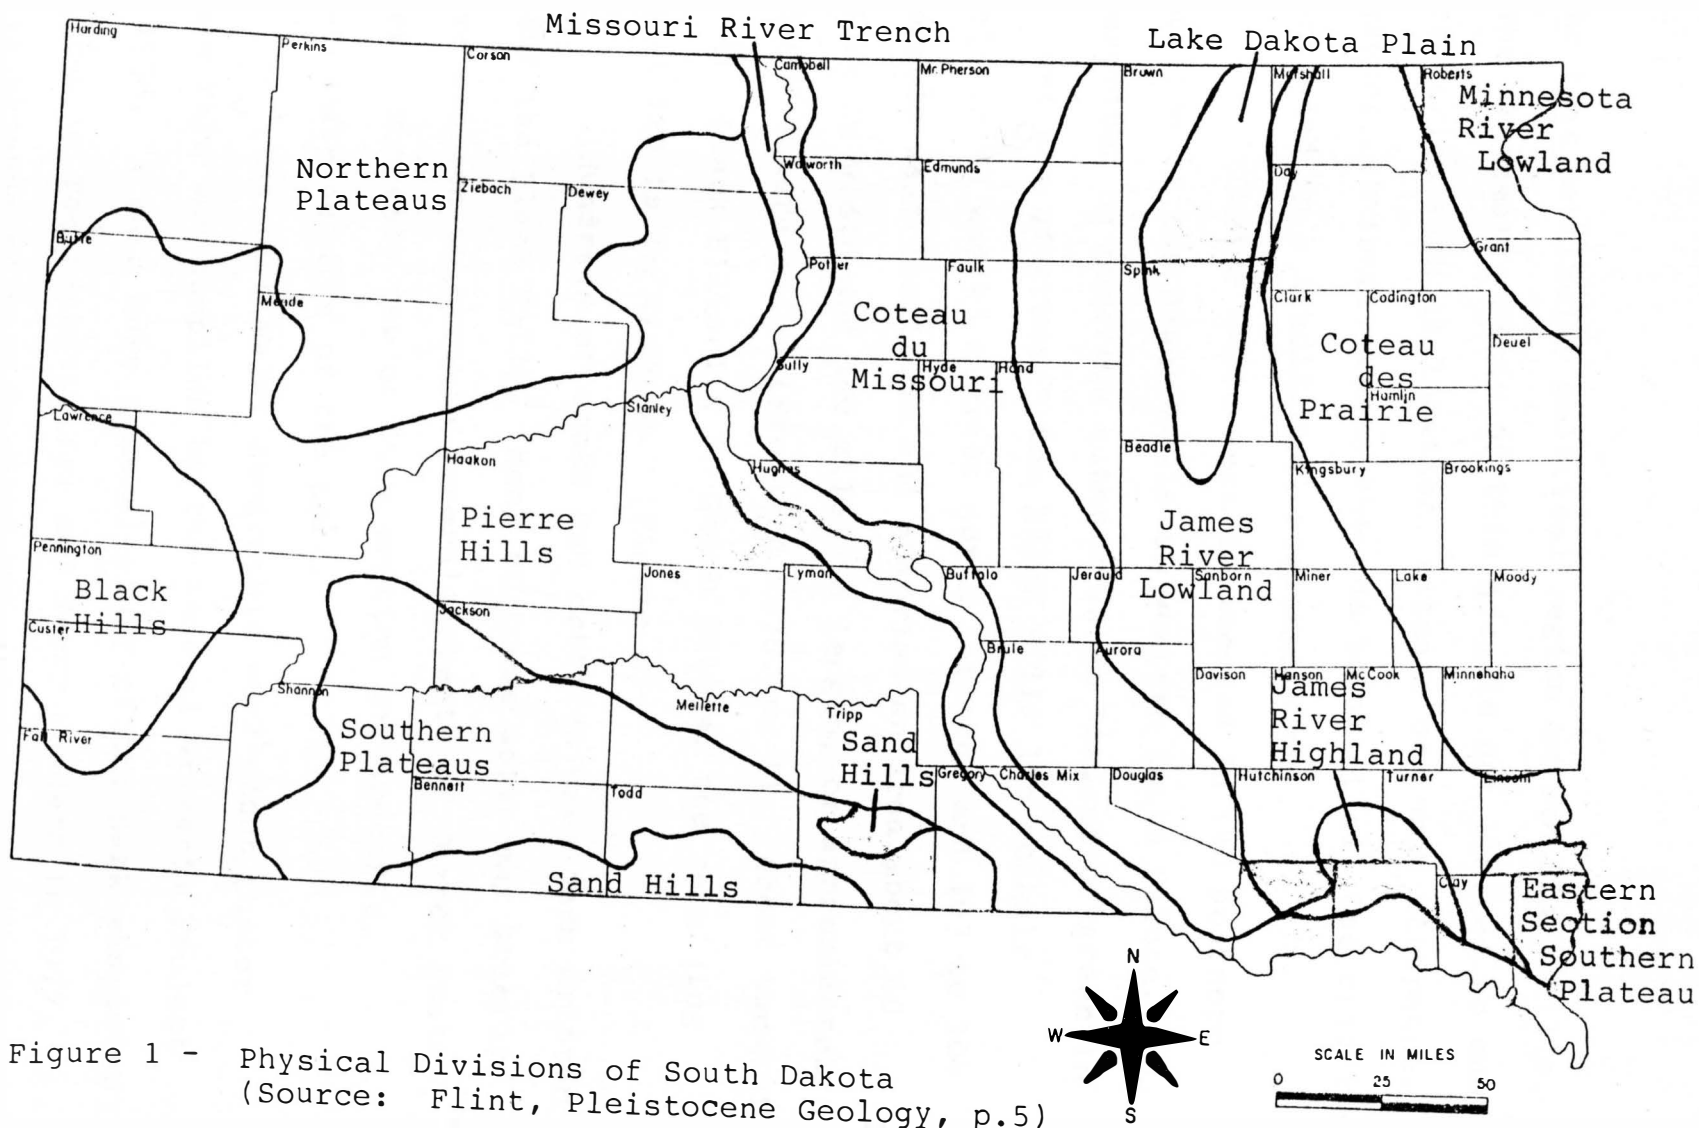 Missouri River Trench
Lake Dakota Plain
Harding
Perkins
Corson
Campbell
Mc Pherson
Brown
Marshall
Roberts
Minnesota
River
Lowland
Northern
Plateaus
Walworth
Edmunds
Day
Ziebach
Dewey
Butte
Grant
Potter
Faulk
Spink
Meade
Clark
Codington
Coteau
du
Missouri
Coteau
des
Prairie
Deuel
Sully
Hyde
Hand
Hamlin
Lawrence
Stanley
Beadle
Haakon
Hughes
Kingsbury
Brookings
Pierre
Hills
James
River
Lowland
Pennington
Black
Hills
Jones
Lyman
Buffalo
Jerauld
Sanborn
Miner
Lake
Moody
Jackson
Custer
Brule
Aurora
Shannon
Davison
Hanson
McCook
Minnehaha
James
River
Highland
Mellette
Tripp
Southern
Plateaus
Sand
Hills
Fall River
Gregory
Charles Mix
Douglas
Hutchinson
Turner
Lincoln
Bennett
Todd
Sand Hills
Clay
Eastern
Section
Southern
Plateau
N
W
E
S
SCALE IN MILES
0 25 50
Figure 1 - Physical Divisions of South Dakota
(Source: Flint, Pleistocene Geology, p.5)